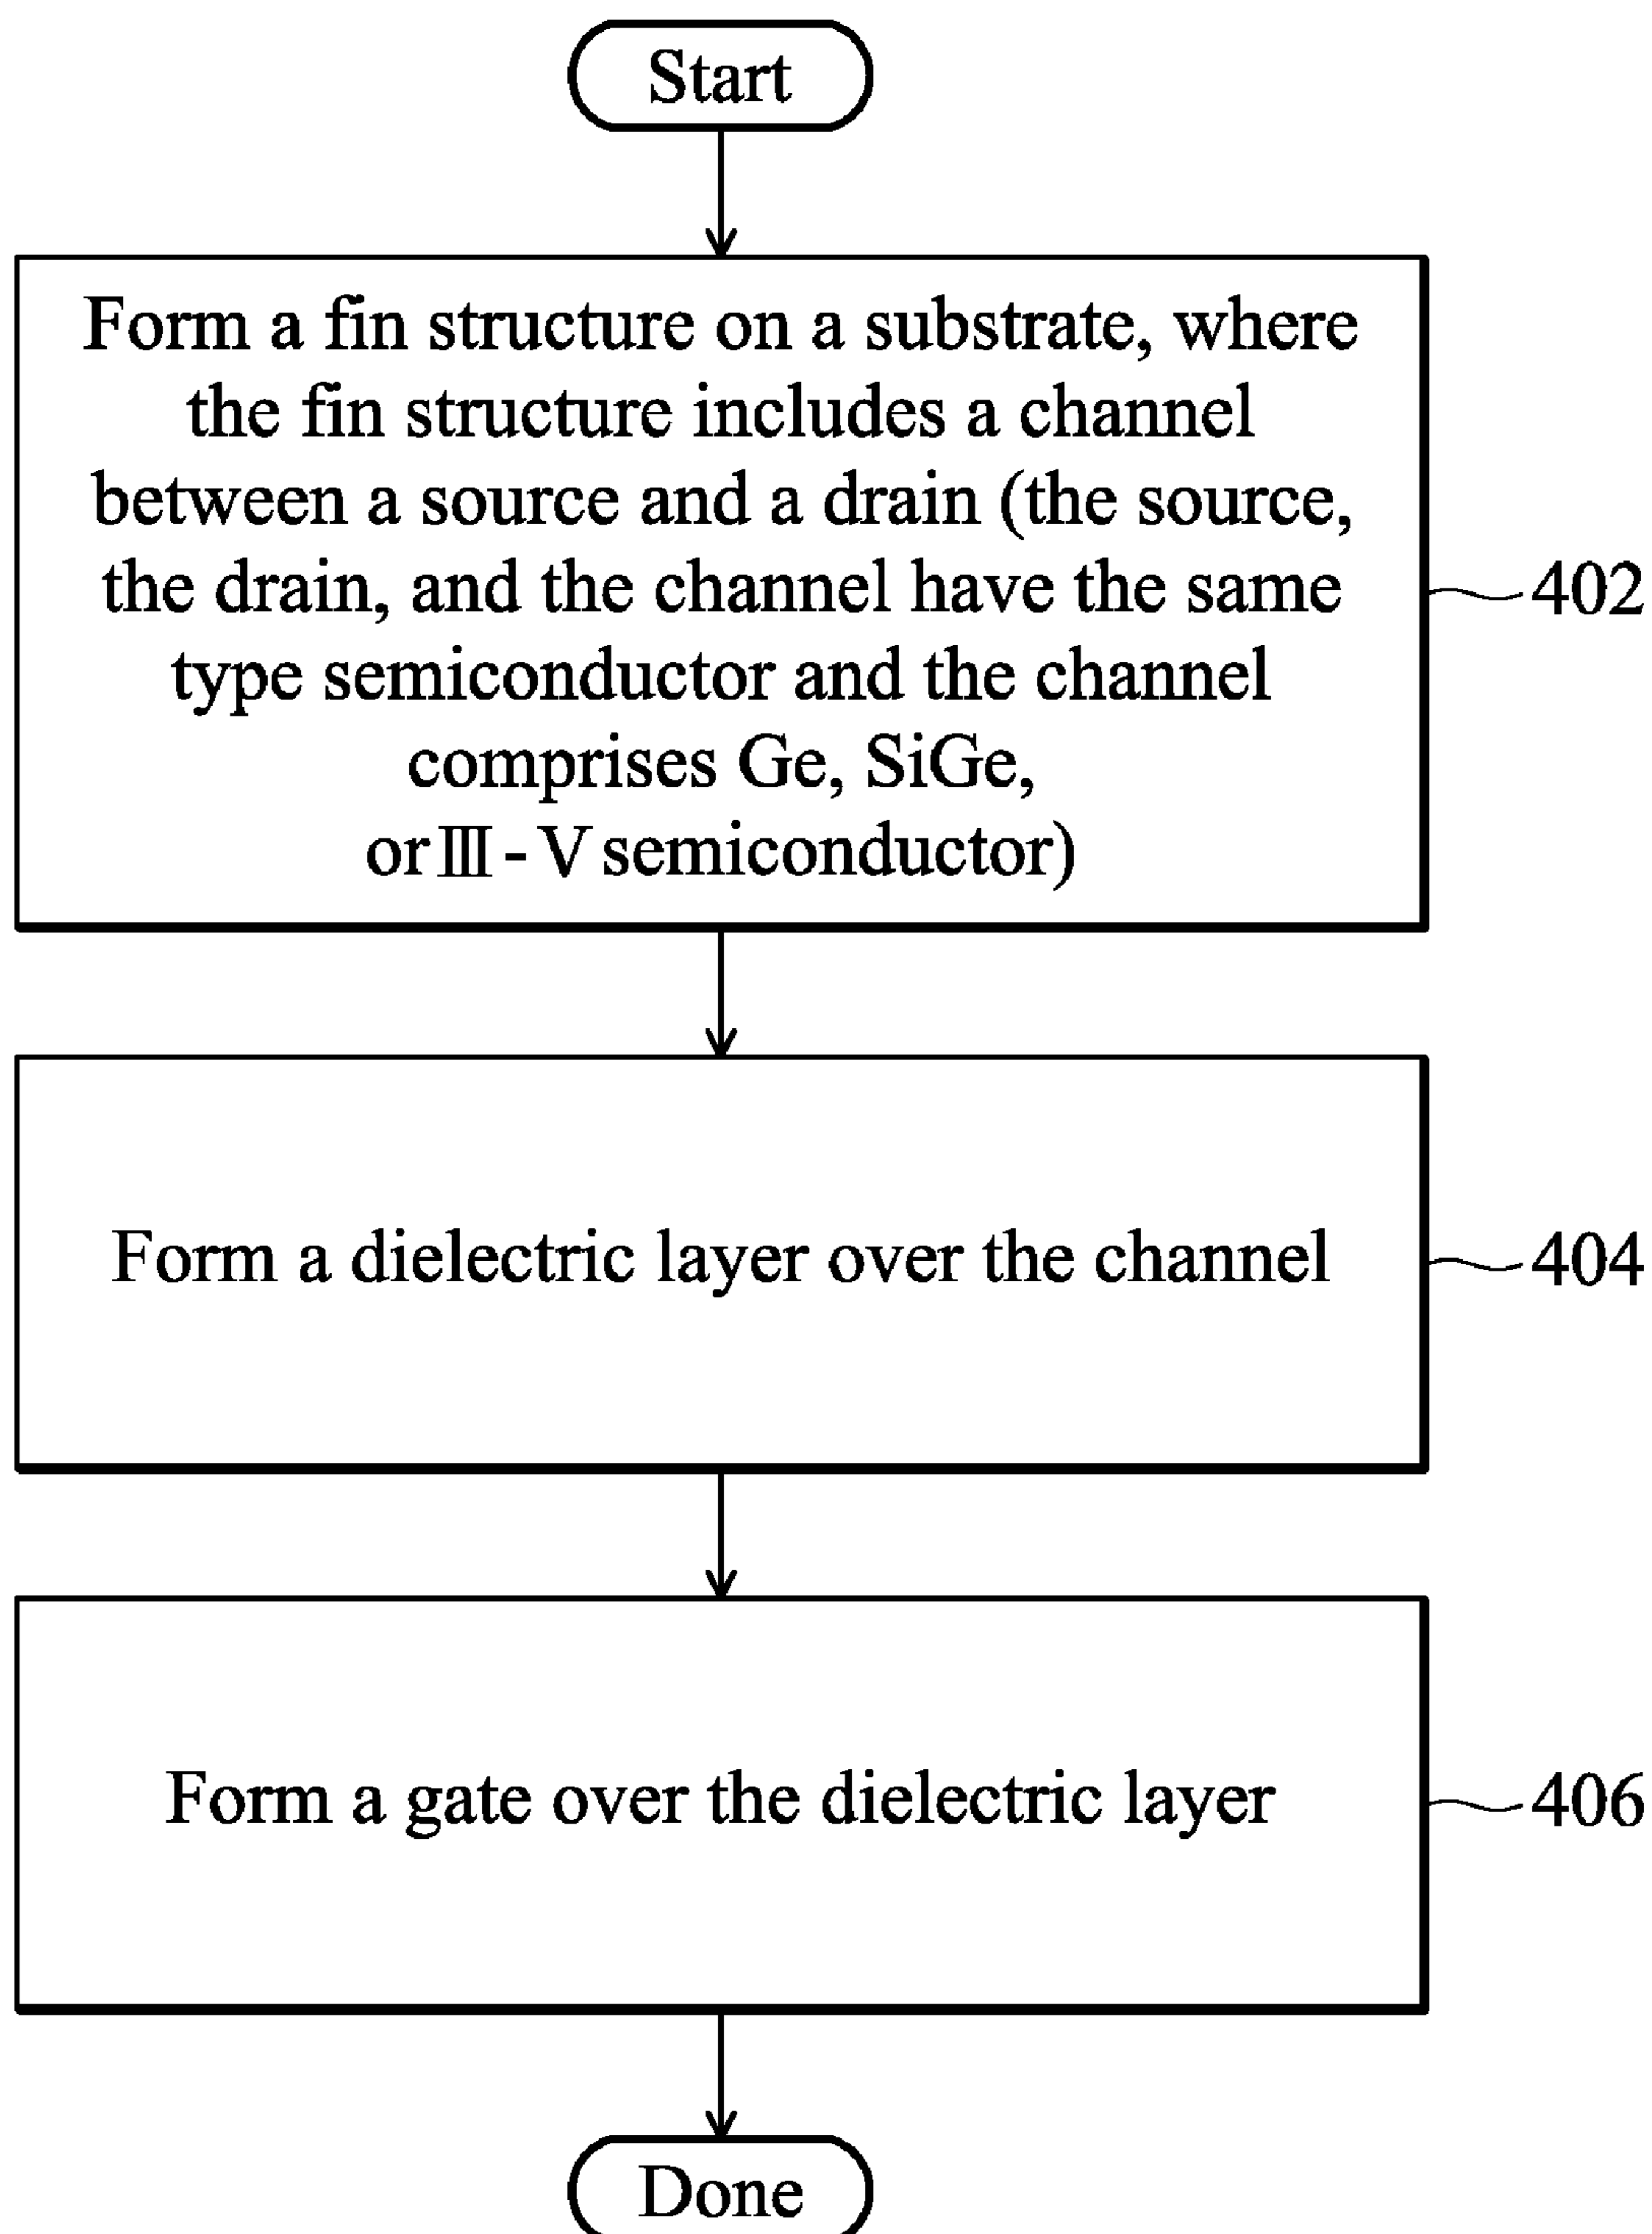 Start
Form a fin structure on a substrate, where
the fin structure includes a channel
between a source and a drain (the source,
the drain, and the channel have the same
type semiconductor and the channel
comprises Ge, SiGe,
or III - V semiconductor)
402
Form a dielectric layer over the channel
404
Form a gate over the dielectric layer
406
Done